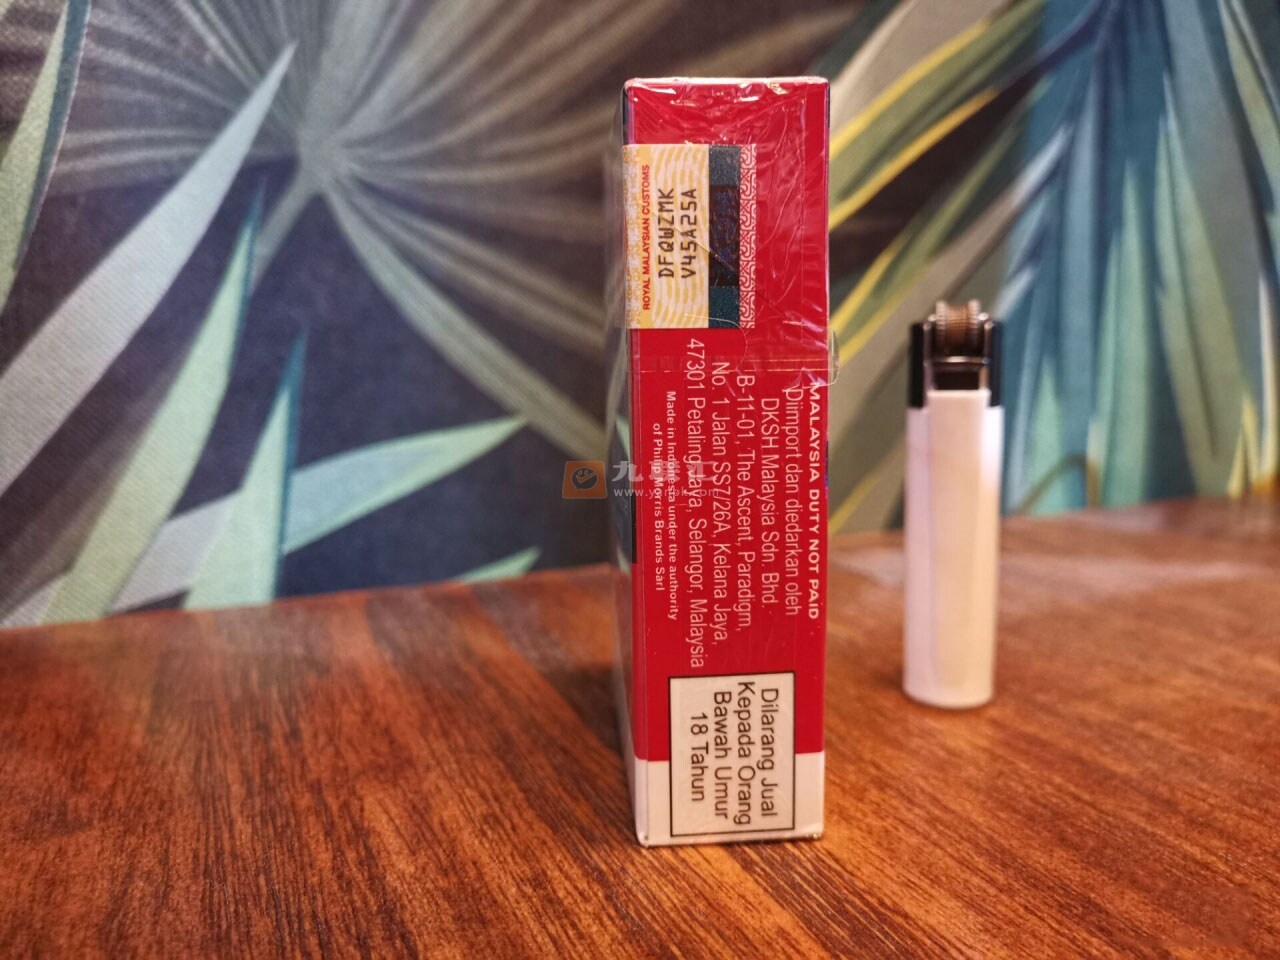 ROYAL MALAYSIAN CUSTOMS
DFQWZMK
V45A25A
MALAYSIA DUTY NOT PAID
Diimport dan diedarkan oleh
DKSH Malaysia Sdn. Bhd.
B-11-01, The Ascent, Paradigm,
No. 1 Jalan SS7/26A, Kelana Jaya,
47301 Petaling Jaya, Selangor, Malaysia
Made in Indonesia under the authority
of Philip Morris Brands Sàrl
Dilarang Jual
Kepada Orang
Bawah Umur
18 Tahun